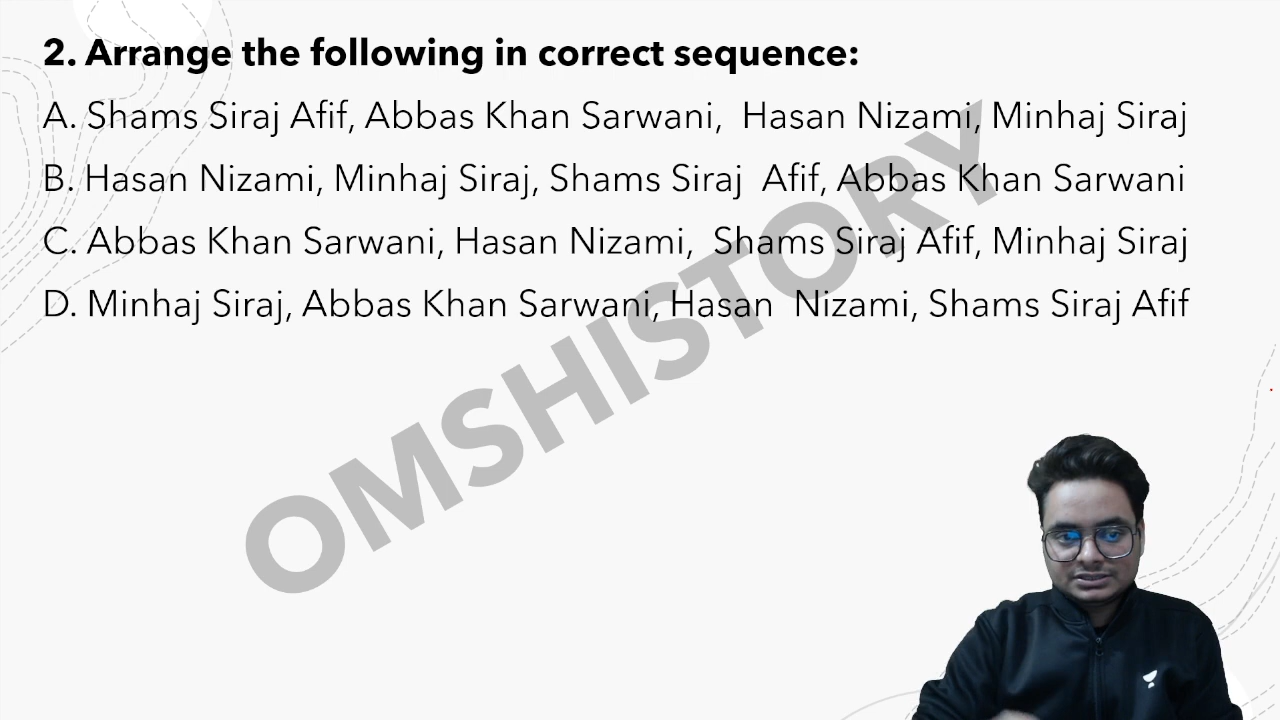 2. Arrange the following in correct sequence:
A. Shams Siraj Afif, Abbas Khan Sarwani, Hasan Nizami, Minhaj Siraj
B. Hasan Nizami, Minhaj Siraj, Shams Siraj Afif, Abbas Khan Sarwani
C. Abbas Khan Sarwani, Hasan Nizami, Shams Siraj Afif, Minhaj Siraj
D. Minhaj Siraj, Abbas Khan Sarwani, Hasan Nizami, Shams Siraj Afif
OMSHISTORY